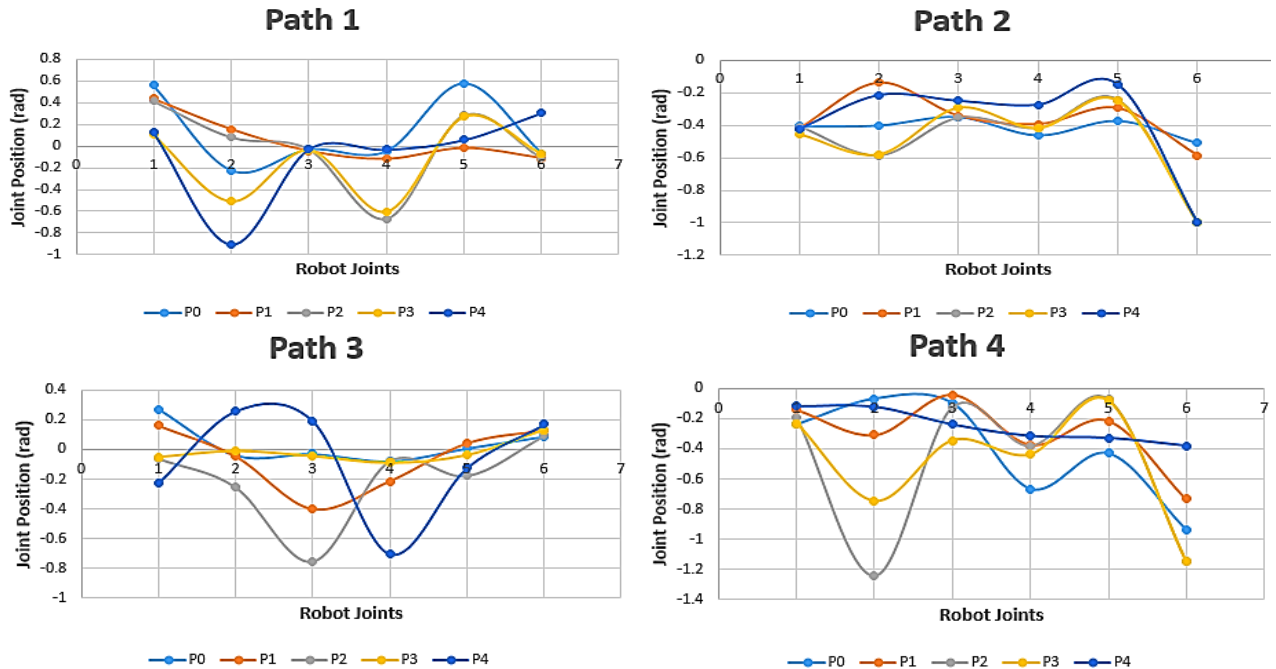 Path 1
0.8
0.6
0.4
0.2
0
-0.2
-0.4
-0.6
-0.8
-1
0 1 2 3 4 5 6 7
Joint Position (rad)
Robot Joints
P0 P1 P2 P3 P4
Path 2
0
-0.2
-0.4
-0.6
-0.8
-1
-1.2
0 1 2 3 4 5 6
Joint Position (rad)
Robot Joints
P0 P1 P2 P3 P4
Path 3
0.4
0.2
0
-0.2
-0.4
-0.6
-0.8
-1
0 1 2 3 4 5 6 7
Joint Position (rad)
Robot Joints
P0 P1 P2 P3 P4
Path 4
0
-0.2
-0.4
-0.6
-0.8
-1
-1.2
-1.4
0 1 2 3 4 5 6 7
Joint Position (rad)
Robot Joints
P0 P1 P2 P3 P4